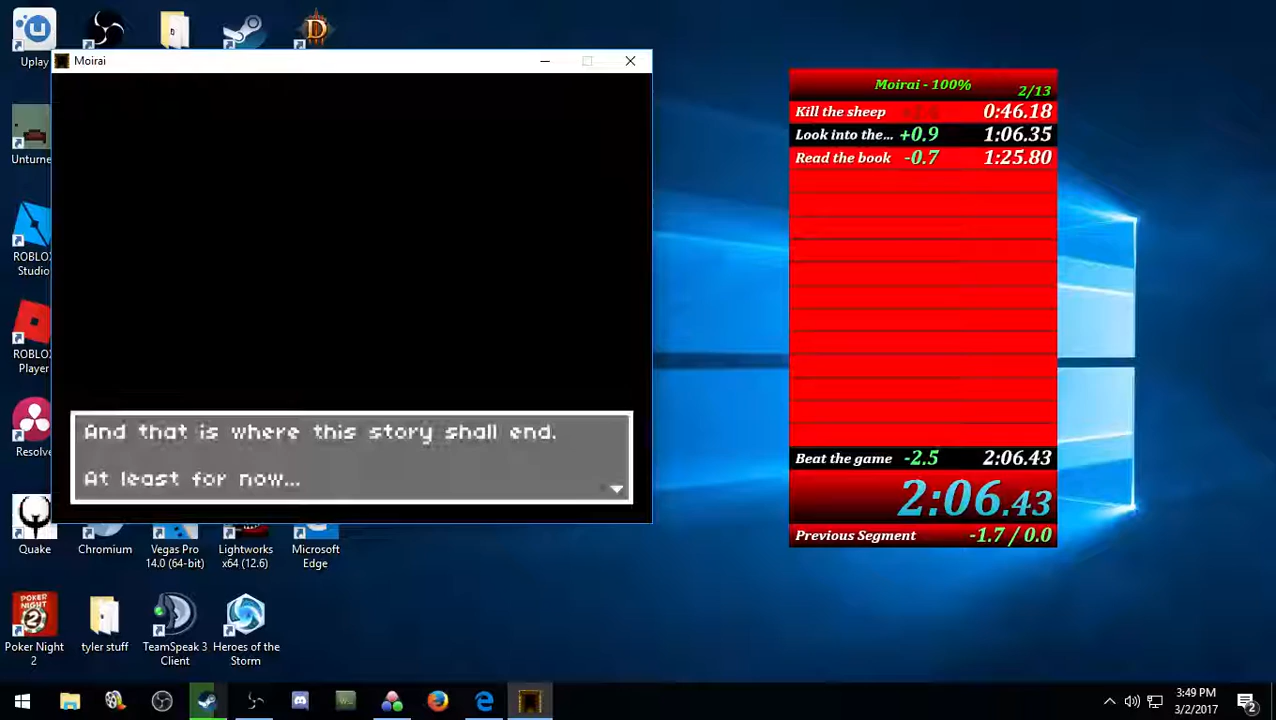 Uplay
Moirai
And that is where this story shall end.
At least for now...
Unturne
ROBLOX
Studio
ROBLOX
Player
Resolve
Quake
Chromium
Vegas Pro
14.0 (64-bit)
Lightworks
x64 (12.6)
Microsoft
Edge
POKER
NIGHT
2
Poker Night
2
tyler stuff
TeamSpeak 3
Client
Heroes of the
Storm
Moirai - 100%
2/13
Kill the sheep 0:46.18
Look into the... +0.9 1:06.35
Read the book -0.7 1:25.80
Beat the game -2.5 2:06.43
2:06.43
Previous Segment -1.7 / 0.0
3:49 PM
3/2/2017
2